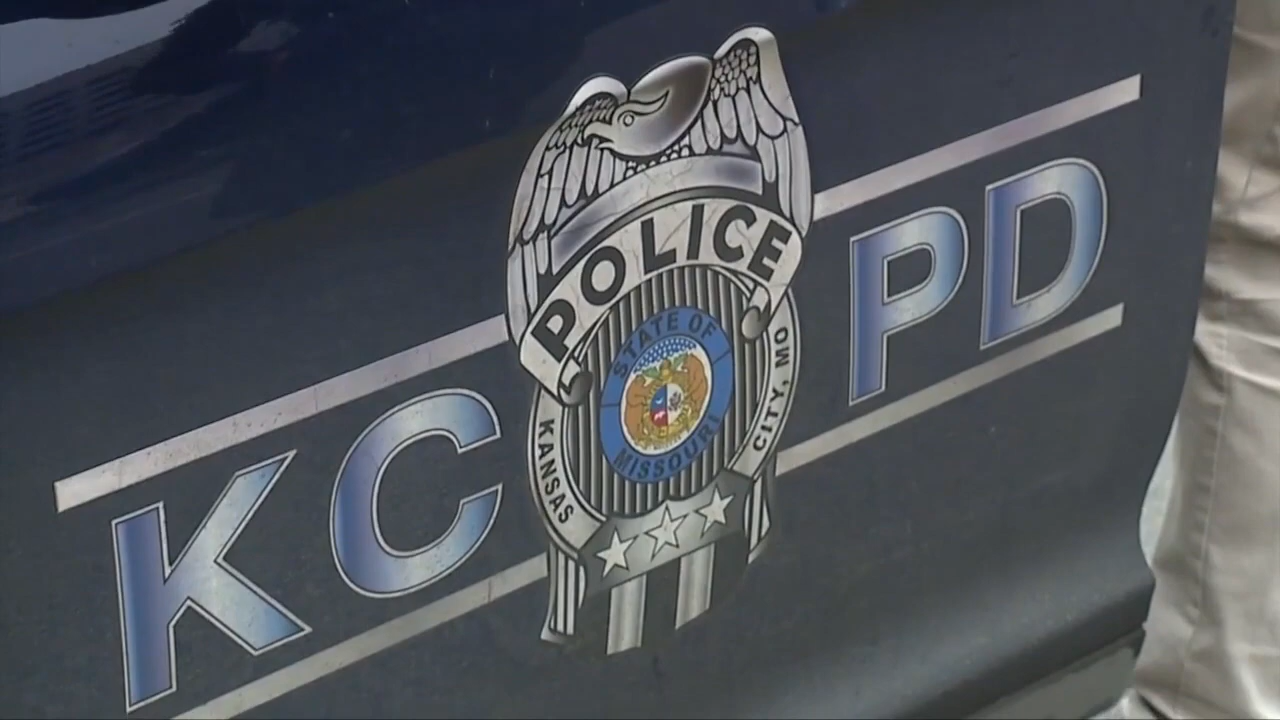 KC PD
POLICE
STATE OF
MISSOURI
KANSAS CITY, MO